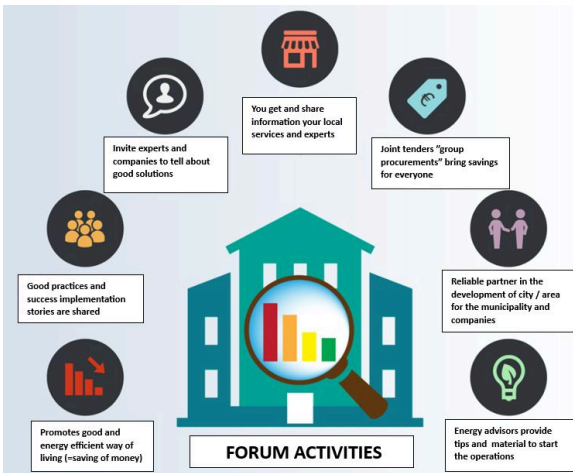 You get and share
information your local
services and experts
Invite experts and
companies to tell about
good solutions
€
Joint tenders "group
procurements" bring savings
for everyone
Good practices and
success implementation
stories are shared
Reliable partner in the
development of city / area
for the municipality and
companies
Promotes good and
energy efficient way of
living (=saving of money)
Energy advisors provide
tips and material to start
the operations
FORUM ACTIVITIES